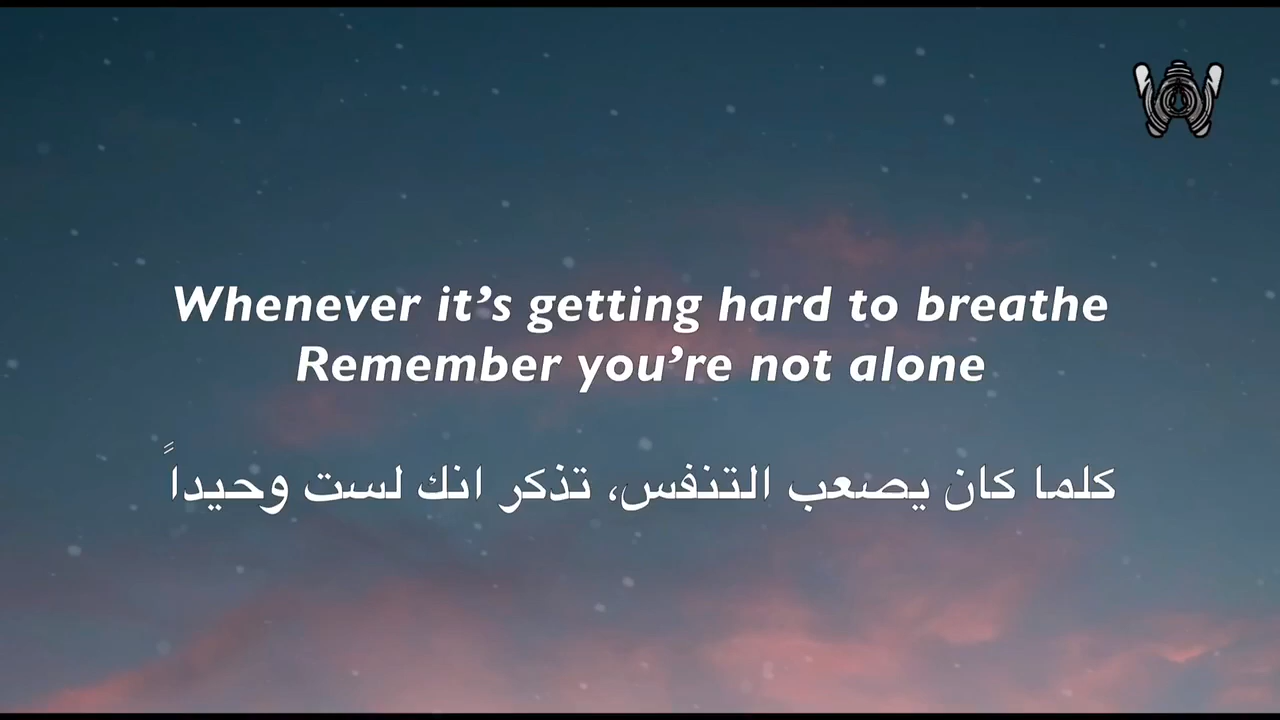 Whenever it’s getting hard to breathe
Remember you’re not alone
كلما كان يصعب التنفس، تذكر انك لست وحيداً